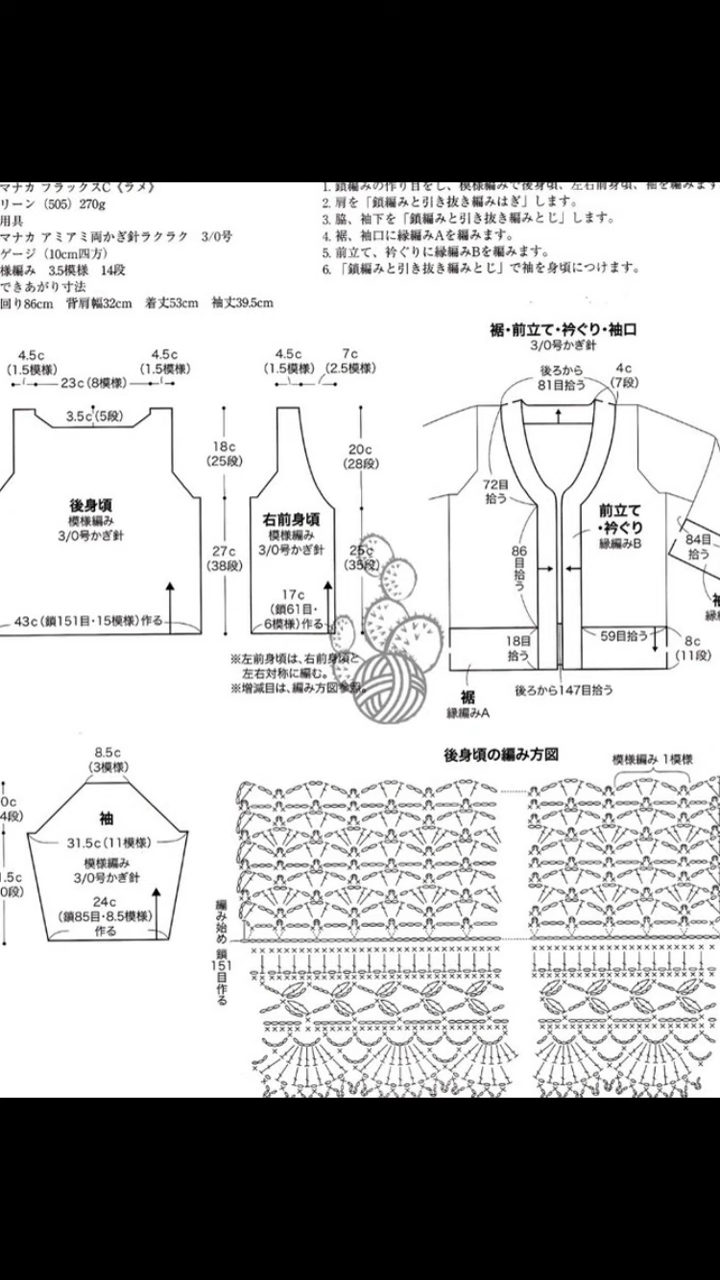 マナカ フラックスC《ラメ》
リーン（505）270g
用具
マナカ アミアミ両かぎ針ラクラク 3/0号
ゲージ（10cm四方）
様編み 3.5模様 14段
できあがり寸法
回り86cm 背肩幅32cm 着丈53cm 袖丈39.5cm
1. 鎖編みの作り目をし、模様編みで後身頃、左右前身頃、袖を編みます
2. 肩を「鎖編みと引き抜き編みはぎ」します。
3. 脇、袖下を「鎖編みと引き抜き編みとじ」します。
4. 裾、袖口に縁編みAを編みます。
5. 前立て、衿ぐりに縁編みBを編みます。
6. 「鎖編みと引き抜き編みとじ」で袖を身頃につけます。
4.5c
（1.5模様）
4.5c
（1.5模様）
23c（8模様）
3.5c（5段）
18c
（25段）
27c
（38段）
後身頃
模様編み
3/0号かぎ針
43c（鎖151目・15模様）作る
4.5c
（1.5模様）
7c
（2.5模様）
20c
（28段）
25c
（35段）
右前身頃
模様編み
3/0号かぎ針
17c
（鎖61目・
6模様）作る
※左前身頃は、右前身頃と
左右対称に編む。
※増減目は、編み方図参照。
裾・前立て・衿ぐり・袖口
3/0号かぎ針
後ろから
81目拾う
4c
（7段）
72目
拾う
86目拾う
前立て
・衿ぐり
縁編みB
84目
拾う
袖
縁編
18目
拾う
59目拾う
8c
（11段）
裾
縁編みA
後ろから147目拾う
8.5c
（3模様）
0c
4段）
袖
31.5c（11模様）
模様編み
3/0号かぎ針
1.5c
0段）
24c
（鎖85目・8.5模様）
作る
後身頃の編み方図
模様編み 1模様
編み始め 鎖151目作る